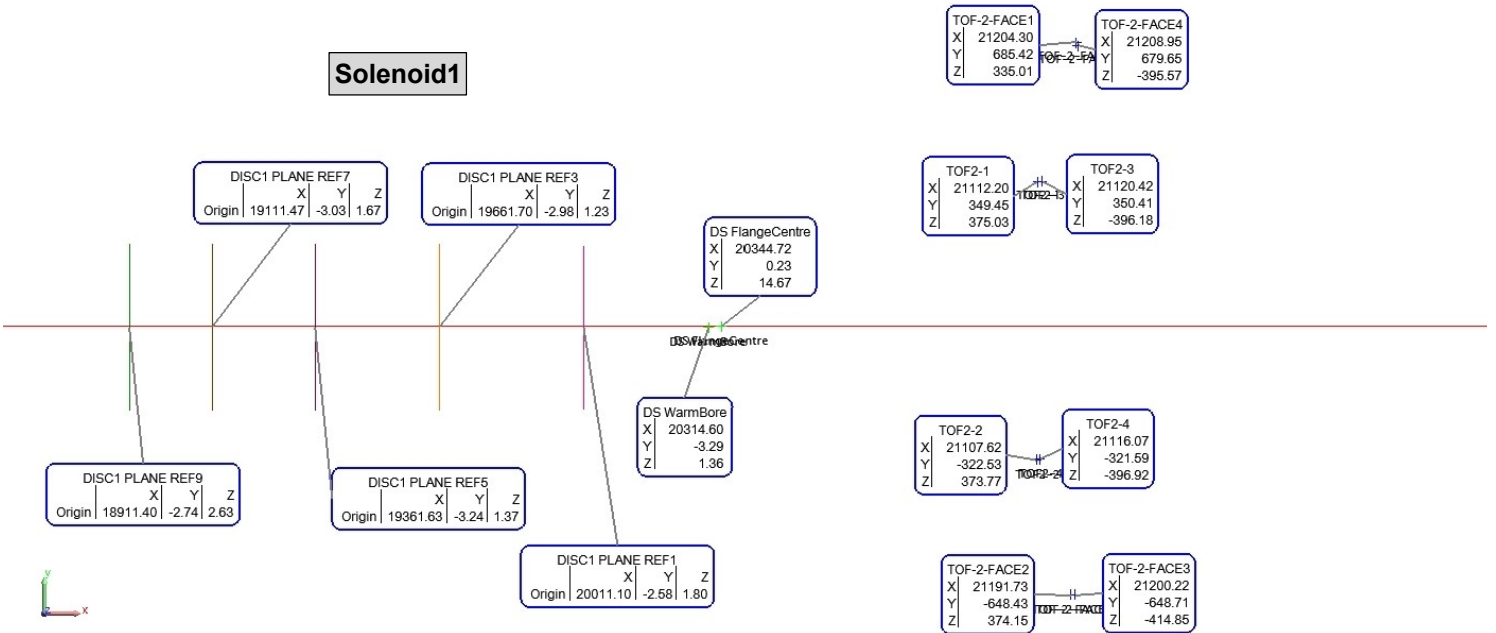 Solenoid1
TOF-2-FACE1
X 21204.30
Y 685.42
Z 335.01
TOF-2-FACE4
X 21208.95
Y 679.65
Z -395.57
DISC1 PLANE REF7
X Y Z
Origin 19111.47 -3.03 1.67
DISC1 PLANE REF3
X Y Z
Origin 19661.70 -2.98 1.23
TOF2-1
X 21112.20
Y 349.45
Z 375.03
TOF2-3
X 21120.42
Y 350.41
Z -396.18
DS FlangeCentre
X 20344.72
Y 0.23
Z 14.67
DS FlangeCentre
DS WarmBore
DS WarmBore
X 20314.60
Y -3.29
Z 1.36
TOF2-2
X 21107.62
Y -322.53
Z 373.77
TOF2-4
X 21116.07
Y -321.59
Z -396.92
DISC1 PLANE REF9
X Y Z
Origin 18911.40 -2.74 2.63
DISC1 PLANE REF5
X Y Z
Origin 19361.63 -3.24 1.37
DISC1 PLANE REF1
X Y Z
Origin 20011.10 -2.58 1.80
TOF-2-FACE2
X 21191.73
Y -648.43
Z 374.15
TOF-2-FACE3
X 21200.22
Y -648.71
Z -414.85
y
z x